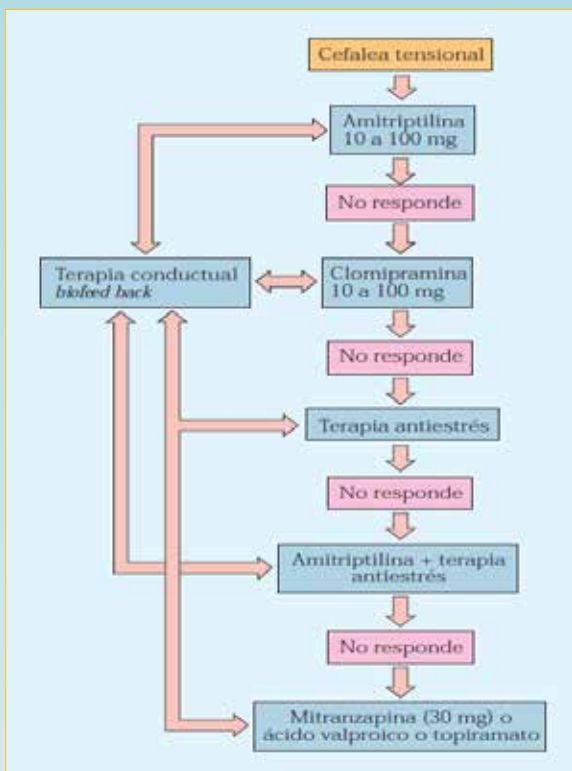 Cefalea tensional
Amitriptilina
10 a 100 mg
No responde
Terapia conductual
biofeed back
Clomipramina
10 a 100 mg
No responde
Terapia antiestrés
No responde
Amitriptilina + terapia
antiestrés
No responde
Mitranzapina (30 mg) o
ácido valproico o topiramato